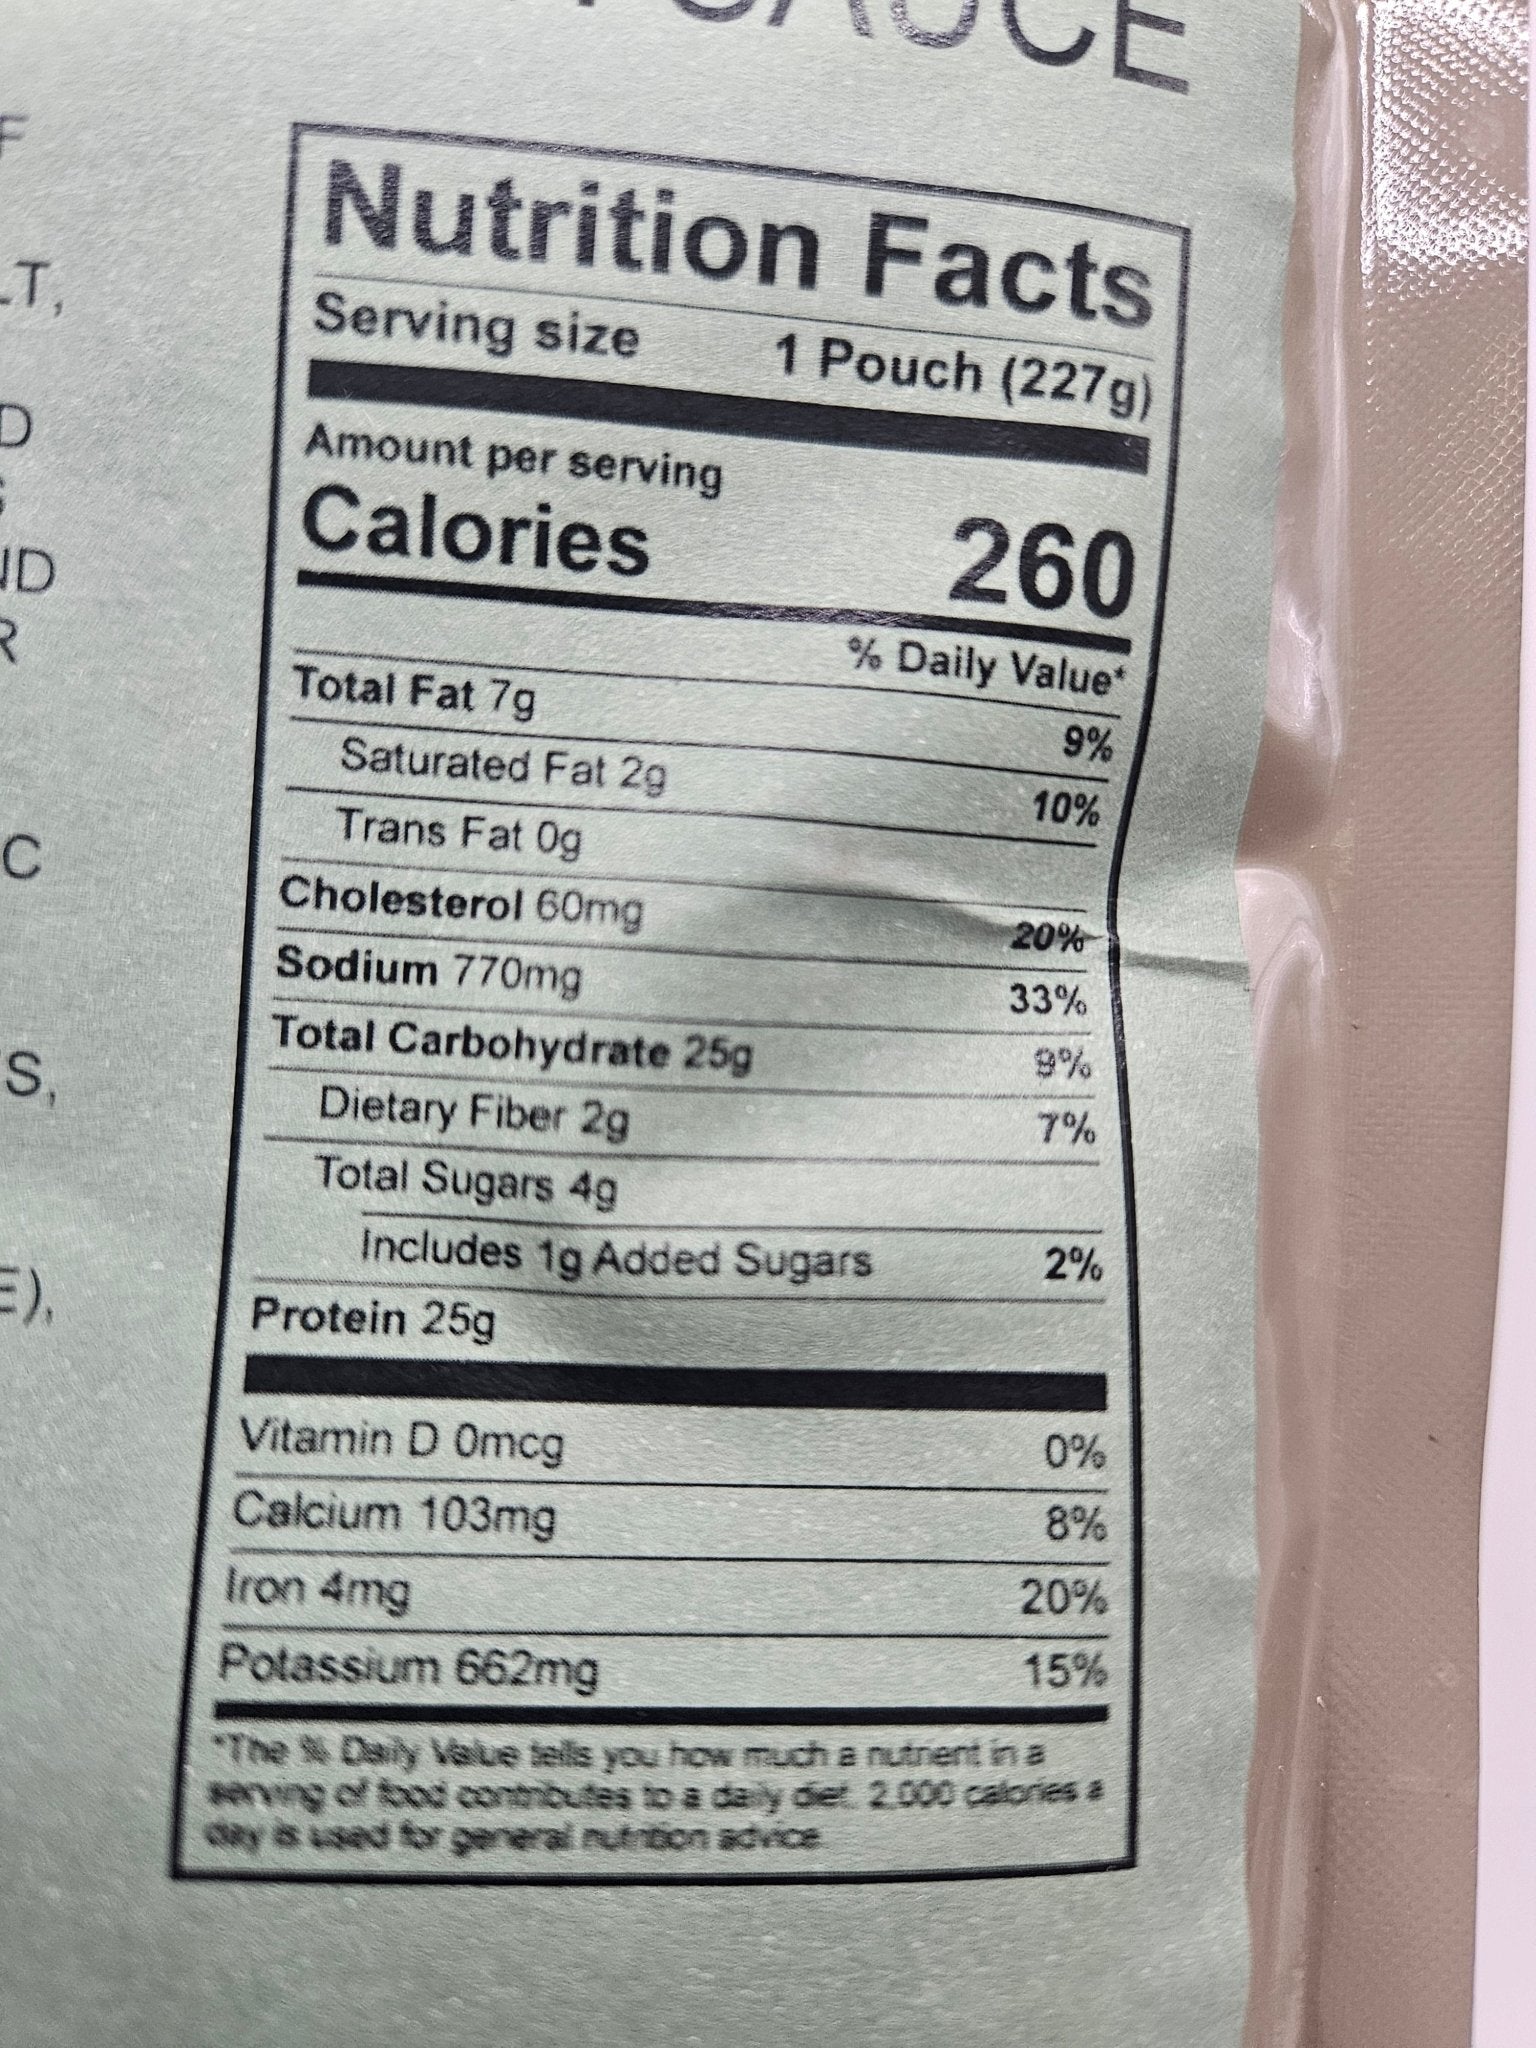 SAUCE
F
LT,
D
S
ND
R
C
S,
E),
Nutrition Facts
Serving size 1 Pouch (227g)
Amount per serving
Calories 260
% Daily Value*
Total Fat 7g 9%
Saturated Fat 2g 10%
Trans Fat 0g
Cholesterol 60mg 20%
Sodium 770mg 33%
Total Carbohydrate 25g 9%
Dietary Fiber 2g 7%
Total Sugars 4g
Includes 1g Added Sugars 2%
Protein 25g
Vitamin D 0mcg 0%
Calcium 103mg 8%
Iron 4mg 20%
Potassium 662mg 15%
*The % Daily Value tells you how much a nutrient in a
serving of food contributes to a daily diet. 2,000 calories a
day is used for general nutrition advice.